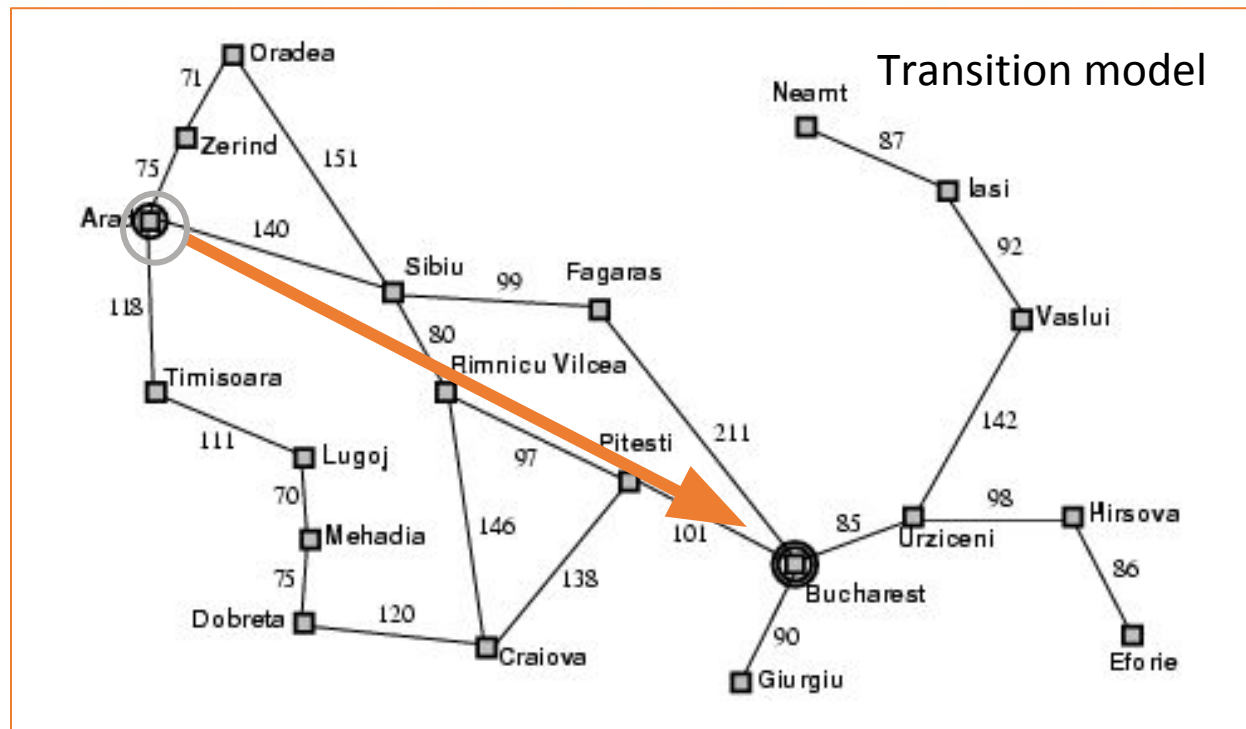 Transition model
Oradea
Neamt
71
87
Zerind
Iasi
75
151
Arad
140
92
Sibiu
Fagaras
99
118
Vaslui
80
Timisoara
Rimnicu Vilcea
142
111
211
Lugoj
97
Pitesti
70
98
Hirsova
146
101
85
Mehadia
Urziceni
75
138
86
Bucharest
Dobreta
120
90
Craiova
Eforie
Giurgiu